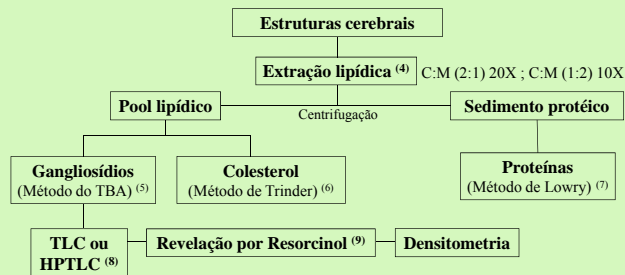 Estruturas cerebrais
Extração lipídica (4) C:M (2:1) 20X ; C:M (1:2) 10X
Pool lipídico
Centrifugação
Sedimento protéico
Gangliosídios
(Método do TBA) (5)
Colesterol
(Método de Trinder) (6)
Proteínas
(Método de Lowry) (7)
TLC ou
HPTLC (8)
Revelação por Resorcinol (9)
Densitometria